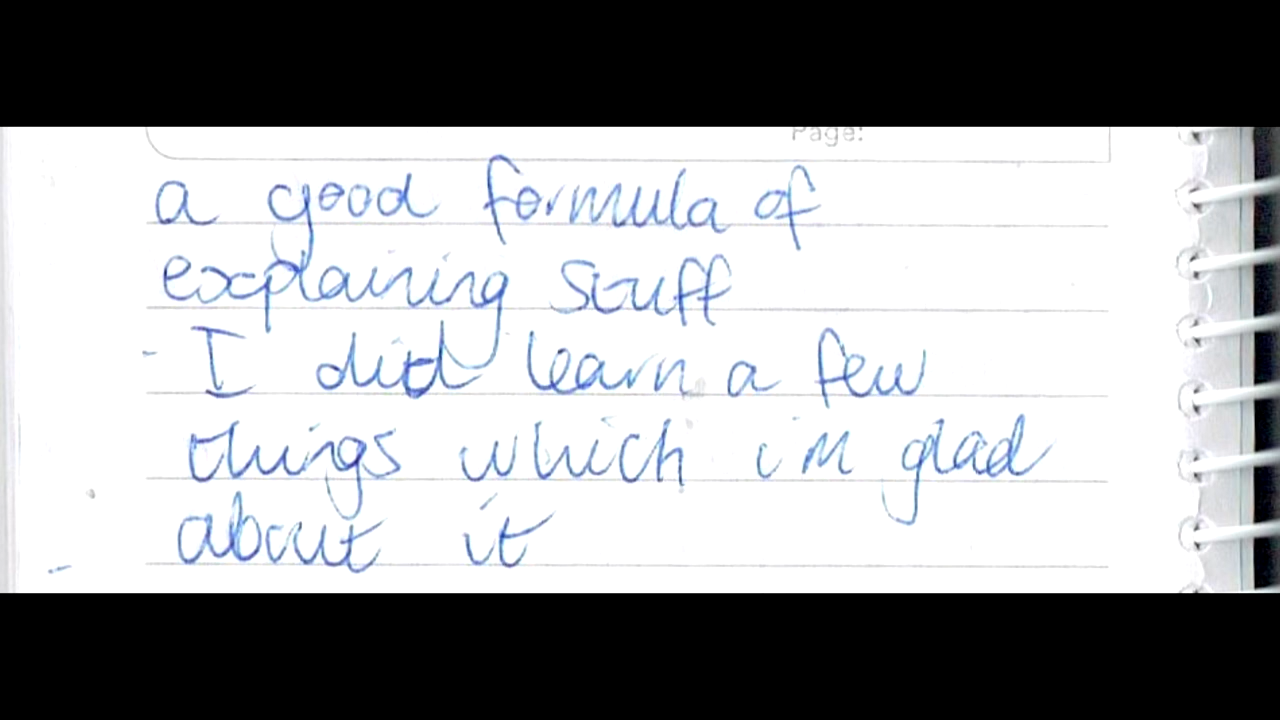 Page:
a good formula of
explaining stuff
- I did learn a few
things which i'm glad
about it
-